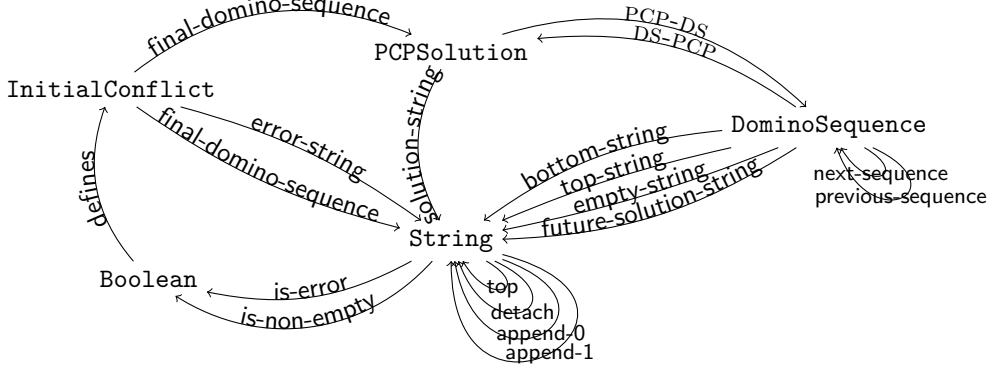 final-domino-sequence
PCP-DS
DS-PCP
PCPSolution
InitialConflict
DominoSequence
final-domino-sequence
error-string
solution-string
bottom-string
top-string
empty-string
future-solution-string
next-sequence
previous-sequence
defines
String
Boolean
is-error
is-non-empty
top
detach
append-0
append-1